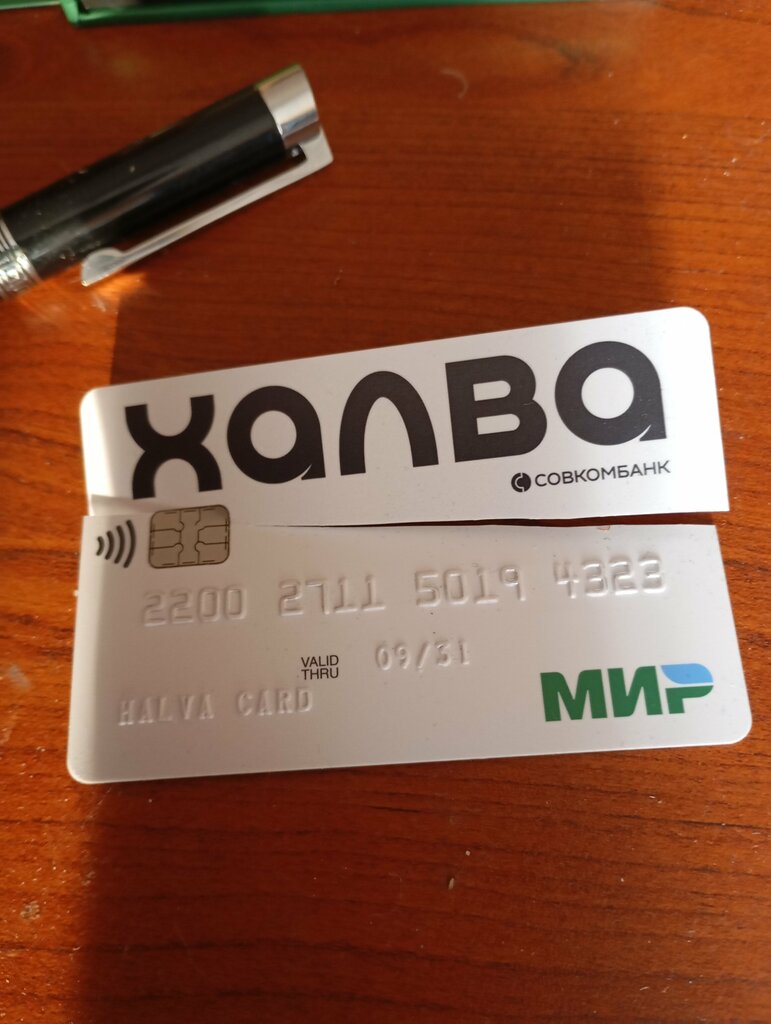 халва
СОВКОМБАНК
2200 2711 5019 4323
VALID THRU 09/31
HALVA CARD
МИР